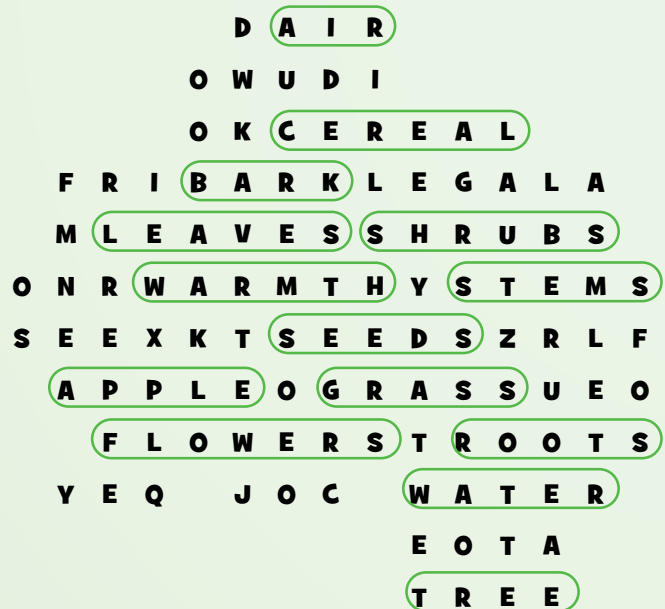 D A I R
O W U D I
O K C E R E A L
F R I B A R K L E G A L A
M L E A V E S S H R U B S
O N R W A R M T H Y S T E M S
S E E X K T S E E D S Z R L F
A P P L E O G R A S S U E O
F L O W E R S T R O O T S
Y E Q J O C W A T E R
E O T A
T R E E